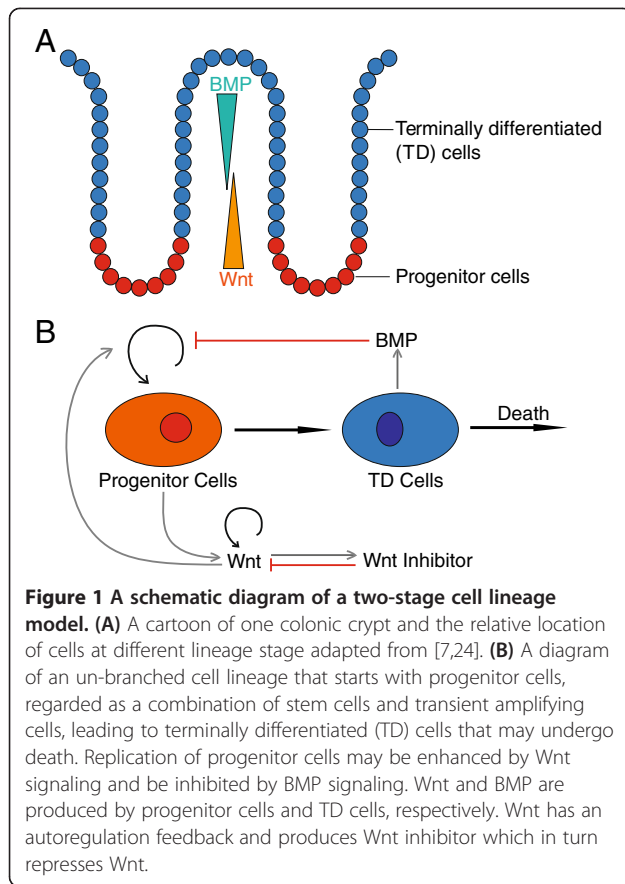 A
BMP
Terminally differentiated
(TD) cells
Wnt
Progenitor cells
B
BMP
Death
Progenitor Cells
TD Cells
Wnt
Wnt Inhibitor
Figure 1 A schematic diagram of a two-stage cell lineage
model. (A) A cartoon of one colonic crypt and the relative location
of cells at different lineage stage adapted from [7,24]. (B) A diagram
of an un-branched cell lineage that starts with progenitor cells,
regarded as a combination of stem cells and transient amplifying
cells, leading to terminally differentiated (TD) cells that may undergo
death. Replication of progenitor cells may be enhanced by Wnt
signaling and be inhibited by BMP signaling. Wnt and BMP are
produced by progenitor cells and TD cells, respectively. Wnt has an
autoregulation feedback and produces Wnt inhibitor which in turn
represses Wnt.